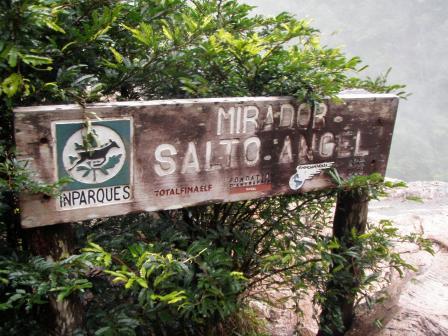 MIRADOR
SALTO ANGEL
INPARQUES
TOTALFINAELF